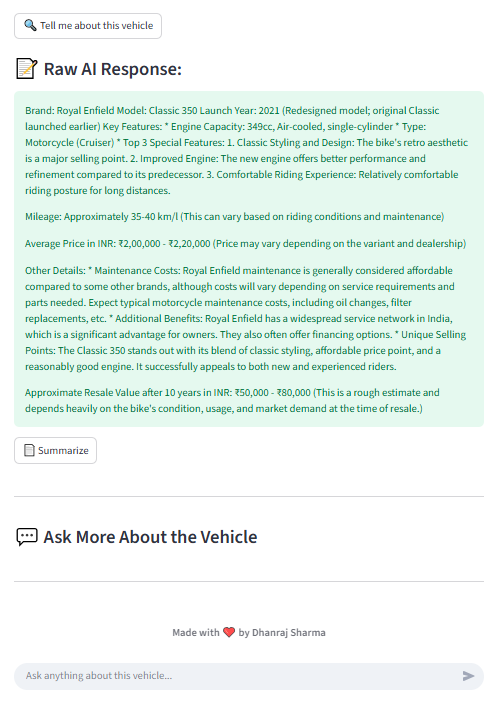 Tell me about this vehicle
Raw AI Response:
Brand: Royal Enfield Model: Classic 350 Launch Year: 2021 (Redesigned model; original Classic
launched earlier) Key Features: * Engine Capacity: 349cc, Air-cooled, single-cylinder * Type:
Motorcycle (Cruiser) * Top 3 Special Features: 1. Classic Styling and Design: The bike's retro aesthetic
is a major selling point. 2. Improved Engine: The new engine offers better performance and
refinement compared to its predecessor. 3. Comfortable Riding Experience: Relatively comfortable
riding posture for long distances.
Mileage: Approximately 35-40 km/l (This can vary based on riding conditions and maintenance)
Average Price in INR: ₹2,00,000 - ₹2,20,000 (Price may vary depending on the variant and dealership)
Other Details: * Maintenance Costs: Royal Enfield maintenance is generally considered affordable
compared to some other brands, although costs will vary depending on service requirements and
parts needed. Expect typical motorcycle maintenance costs, including oil changes, filter
replacements, etc. * Additional Benefits: Royal Enfield has a widespread service network in India,
which is a significant advantage for owners. They also often offer financing options. * Unique Selling
Points: The Classic 350 stands out with its blend of classic styling, affordable price point, and a
reasonably good engine. It successfully appeals to both new and experienced riders.
Approximate Resale Value after 10 years in INR: ₹50,000 - ₹80,000 (This is a rough estimate and
depends heavily on the bike's condition, usage, and market demand at the time of resale.)
Summarize
Ask More About the Vehicle
Made with ❤️ by Dhanraj Sharma
Ask anything about this vehicle...